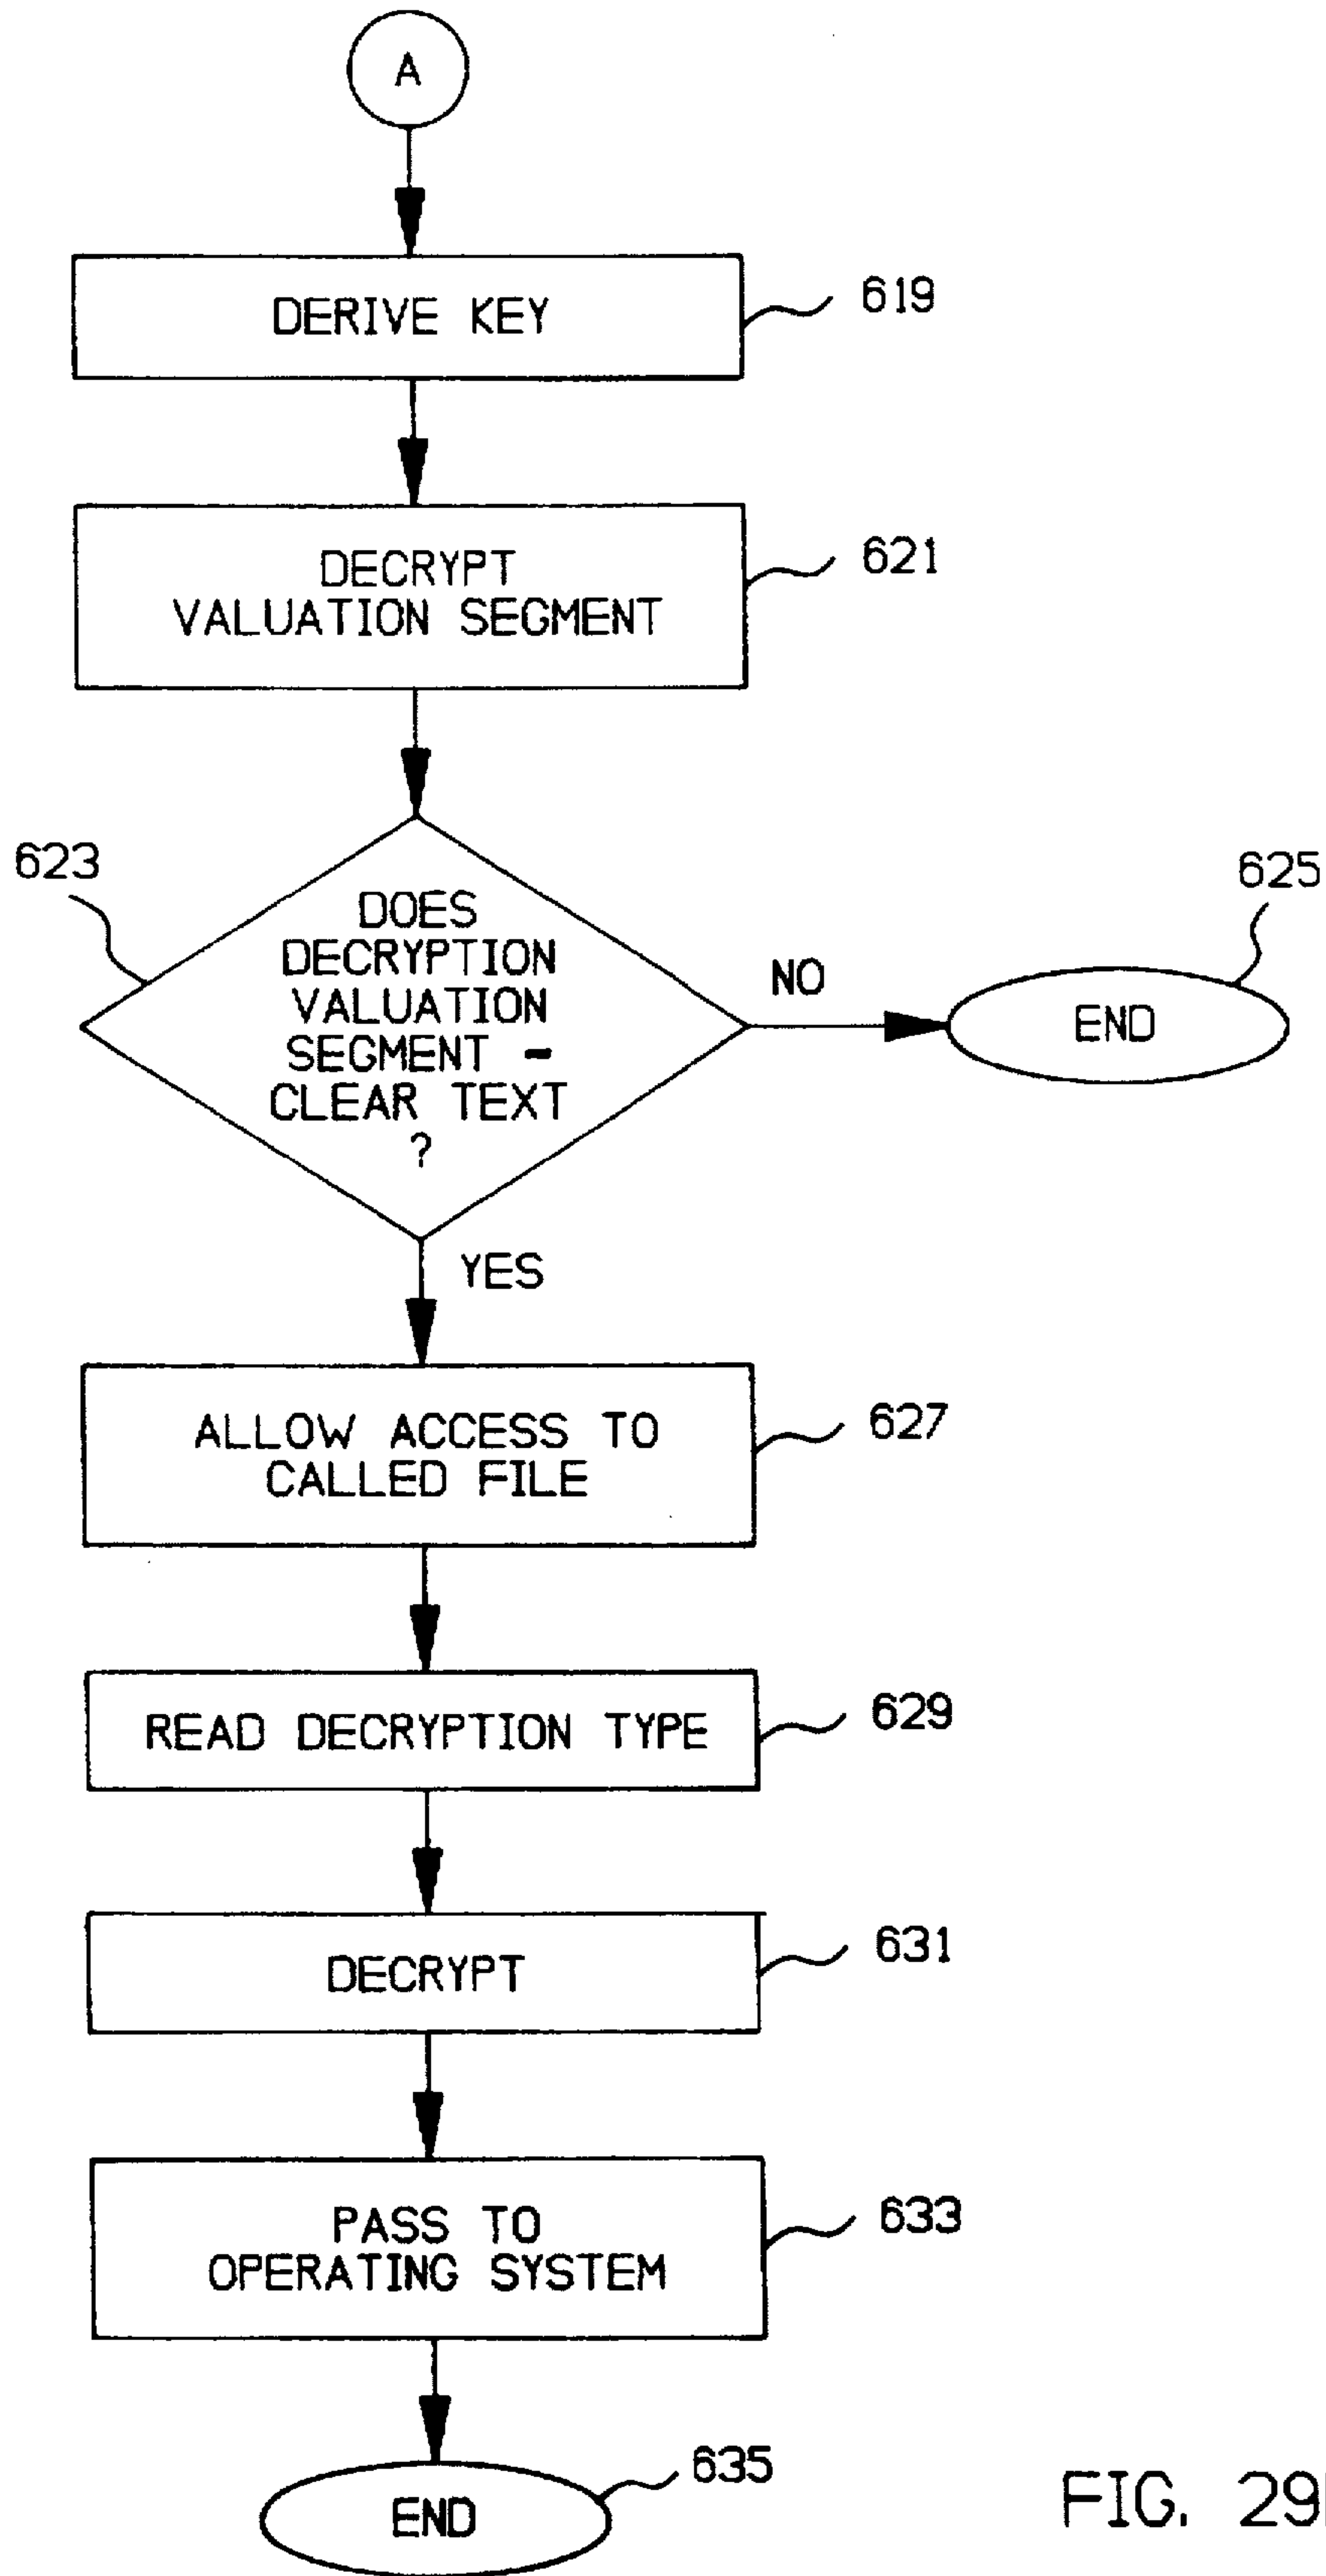 A
DERIVE KEY
619
DECRYPT
VALUATION SEGMENT
621
623
DOES
DECRYPTION
VALUATION
SEGMENT -
CLEAR TEXT
?
NO
625
END
YES
ALLOW ACCESS TO
CALLED FILE
627
READ DECRYPTION TYPE
629
DECRYPT
631
PASS TO
OPERATING SYSTEM
633
635
END
FIG. 29